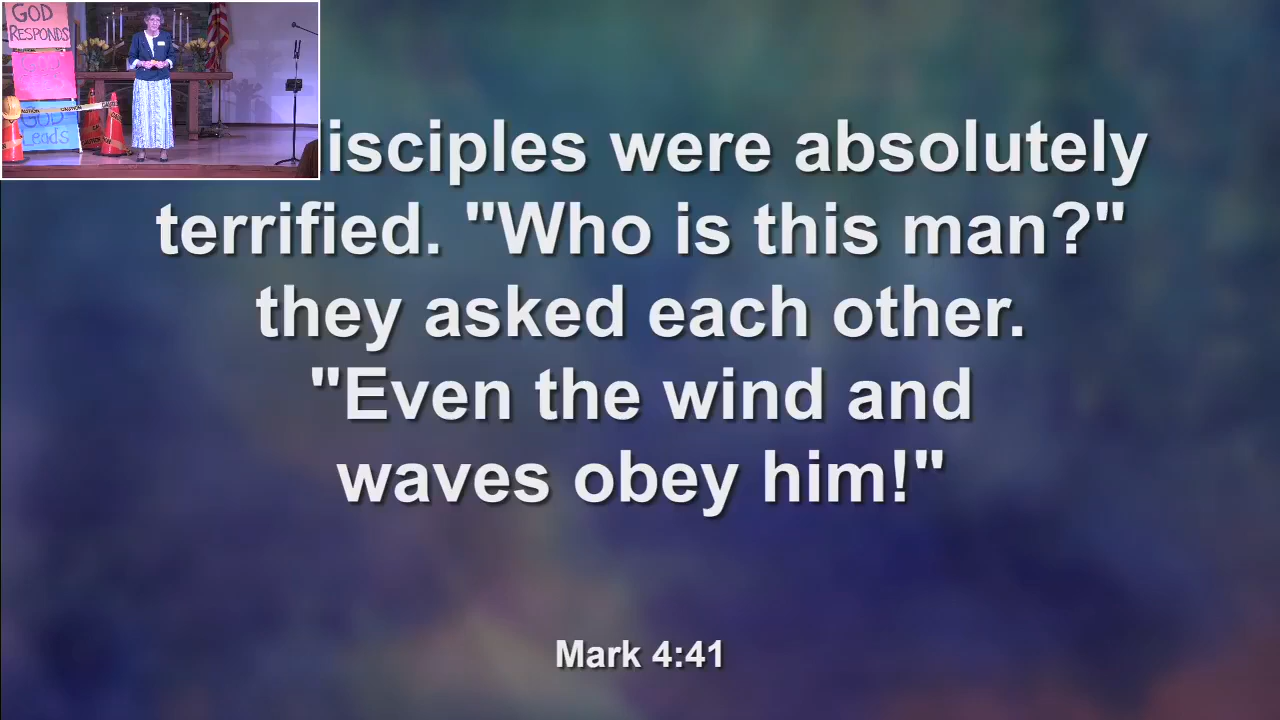 GOD
RESPONDS
GOD
Leads
CAUTION
isciples were absolutely
terrified. "Who is this man?"
they asked each other.
"Even the wind and
waves obey him!"
Mark 4:41